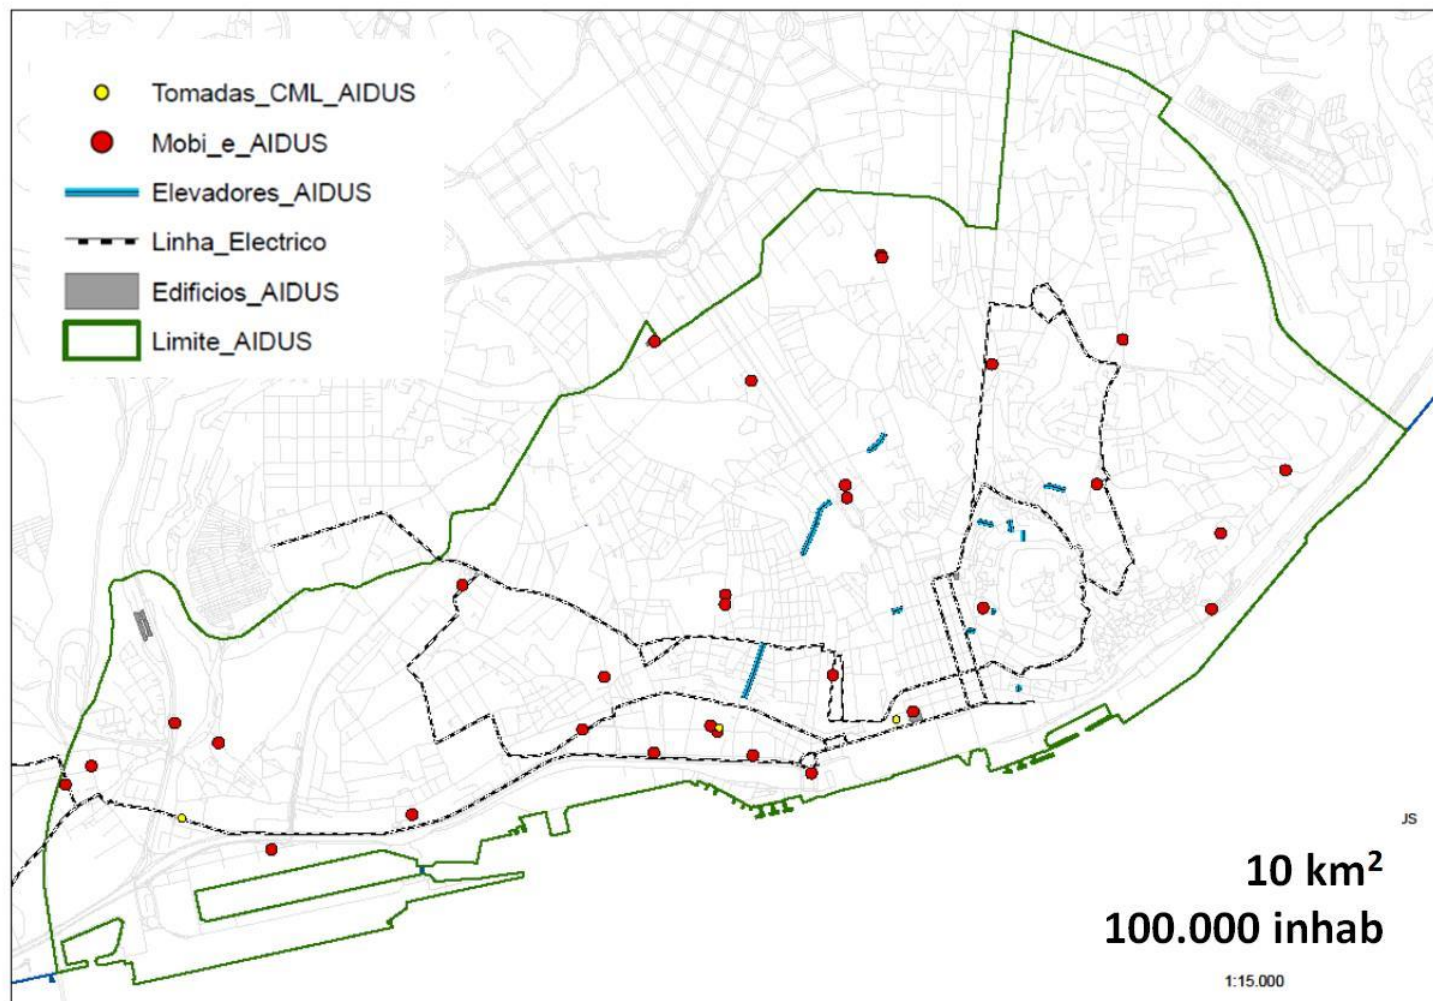 Tomadas_CML_AIDUS
Mobi_e_AIDUS
Elevadores_AIDUS
Linha_Electrico
Edificios_AIDUS
Limite_AIDUS
JS
10 km²
100.000 inhab
1:15.000